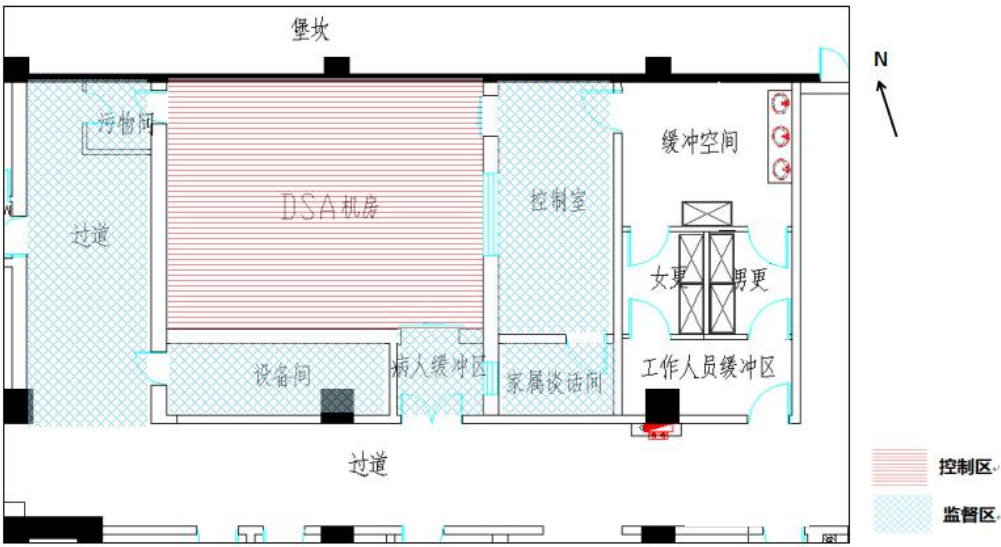 堡坎
N
污物间
缓冲空间
DSA机房
控制室
过道
女更
男更
设备间
病人缓冲区
家属谈话间
工作人员缓冲区
过道
控制区
监督区